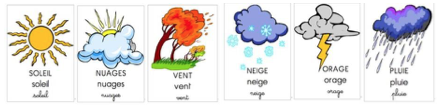 SOLEIL
soleil
soleil
NUAGES
nuages
nuages
VENT
vent
vent
NEIGE
neige
neige
ORAGE
orage
orage
PLUIE
pluie
pluie